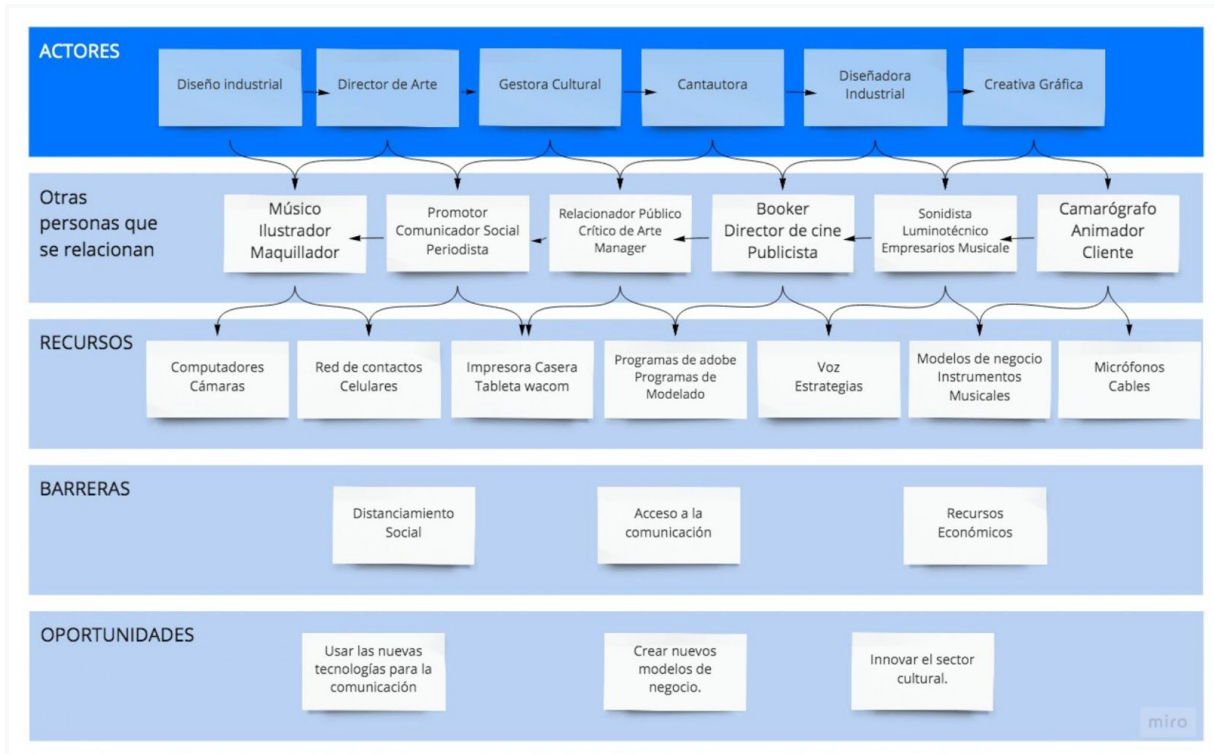 ACTORES
Diseño industrial
Director de Arte
Gestora Cultural
Cantautora
Diseñadora
Industrial
Creativa Gráfica
Otras
personas que
se relacionan
Músico
Ilustrador
Maquillador
Promotor
Comunicador Social
Periodista
Relacionador Público
Crítico de Arte
Manager
Booker
Director de cine
Publicista
Sonidista
Luminotécnico
Empresarios Musicale
Camarógrafo
Animador
Cliente
RECURSOS
Computadores
Cámaras
Red de contactos
Celulares
Impresora Casera
Tableta wacom
Programas de adobe
Programas de
Modelado
Voz
Estrategias
Modelos de negocio
Instrumentos
Musicales
Micrófonos
Cables
BARRERAS
Distanciamiento
Social
Acceso a la
comunicación
Recursos
Económicos
OPORTUNIDADES
Usar las nuevas
tecnologías para la
comunicación
Crear nuevos
modelos de
negocio.
Innovar el sector
cultural.
miro